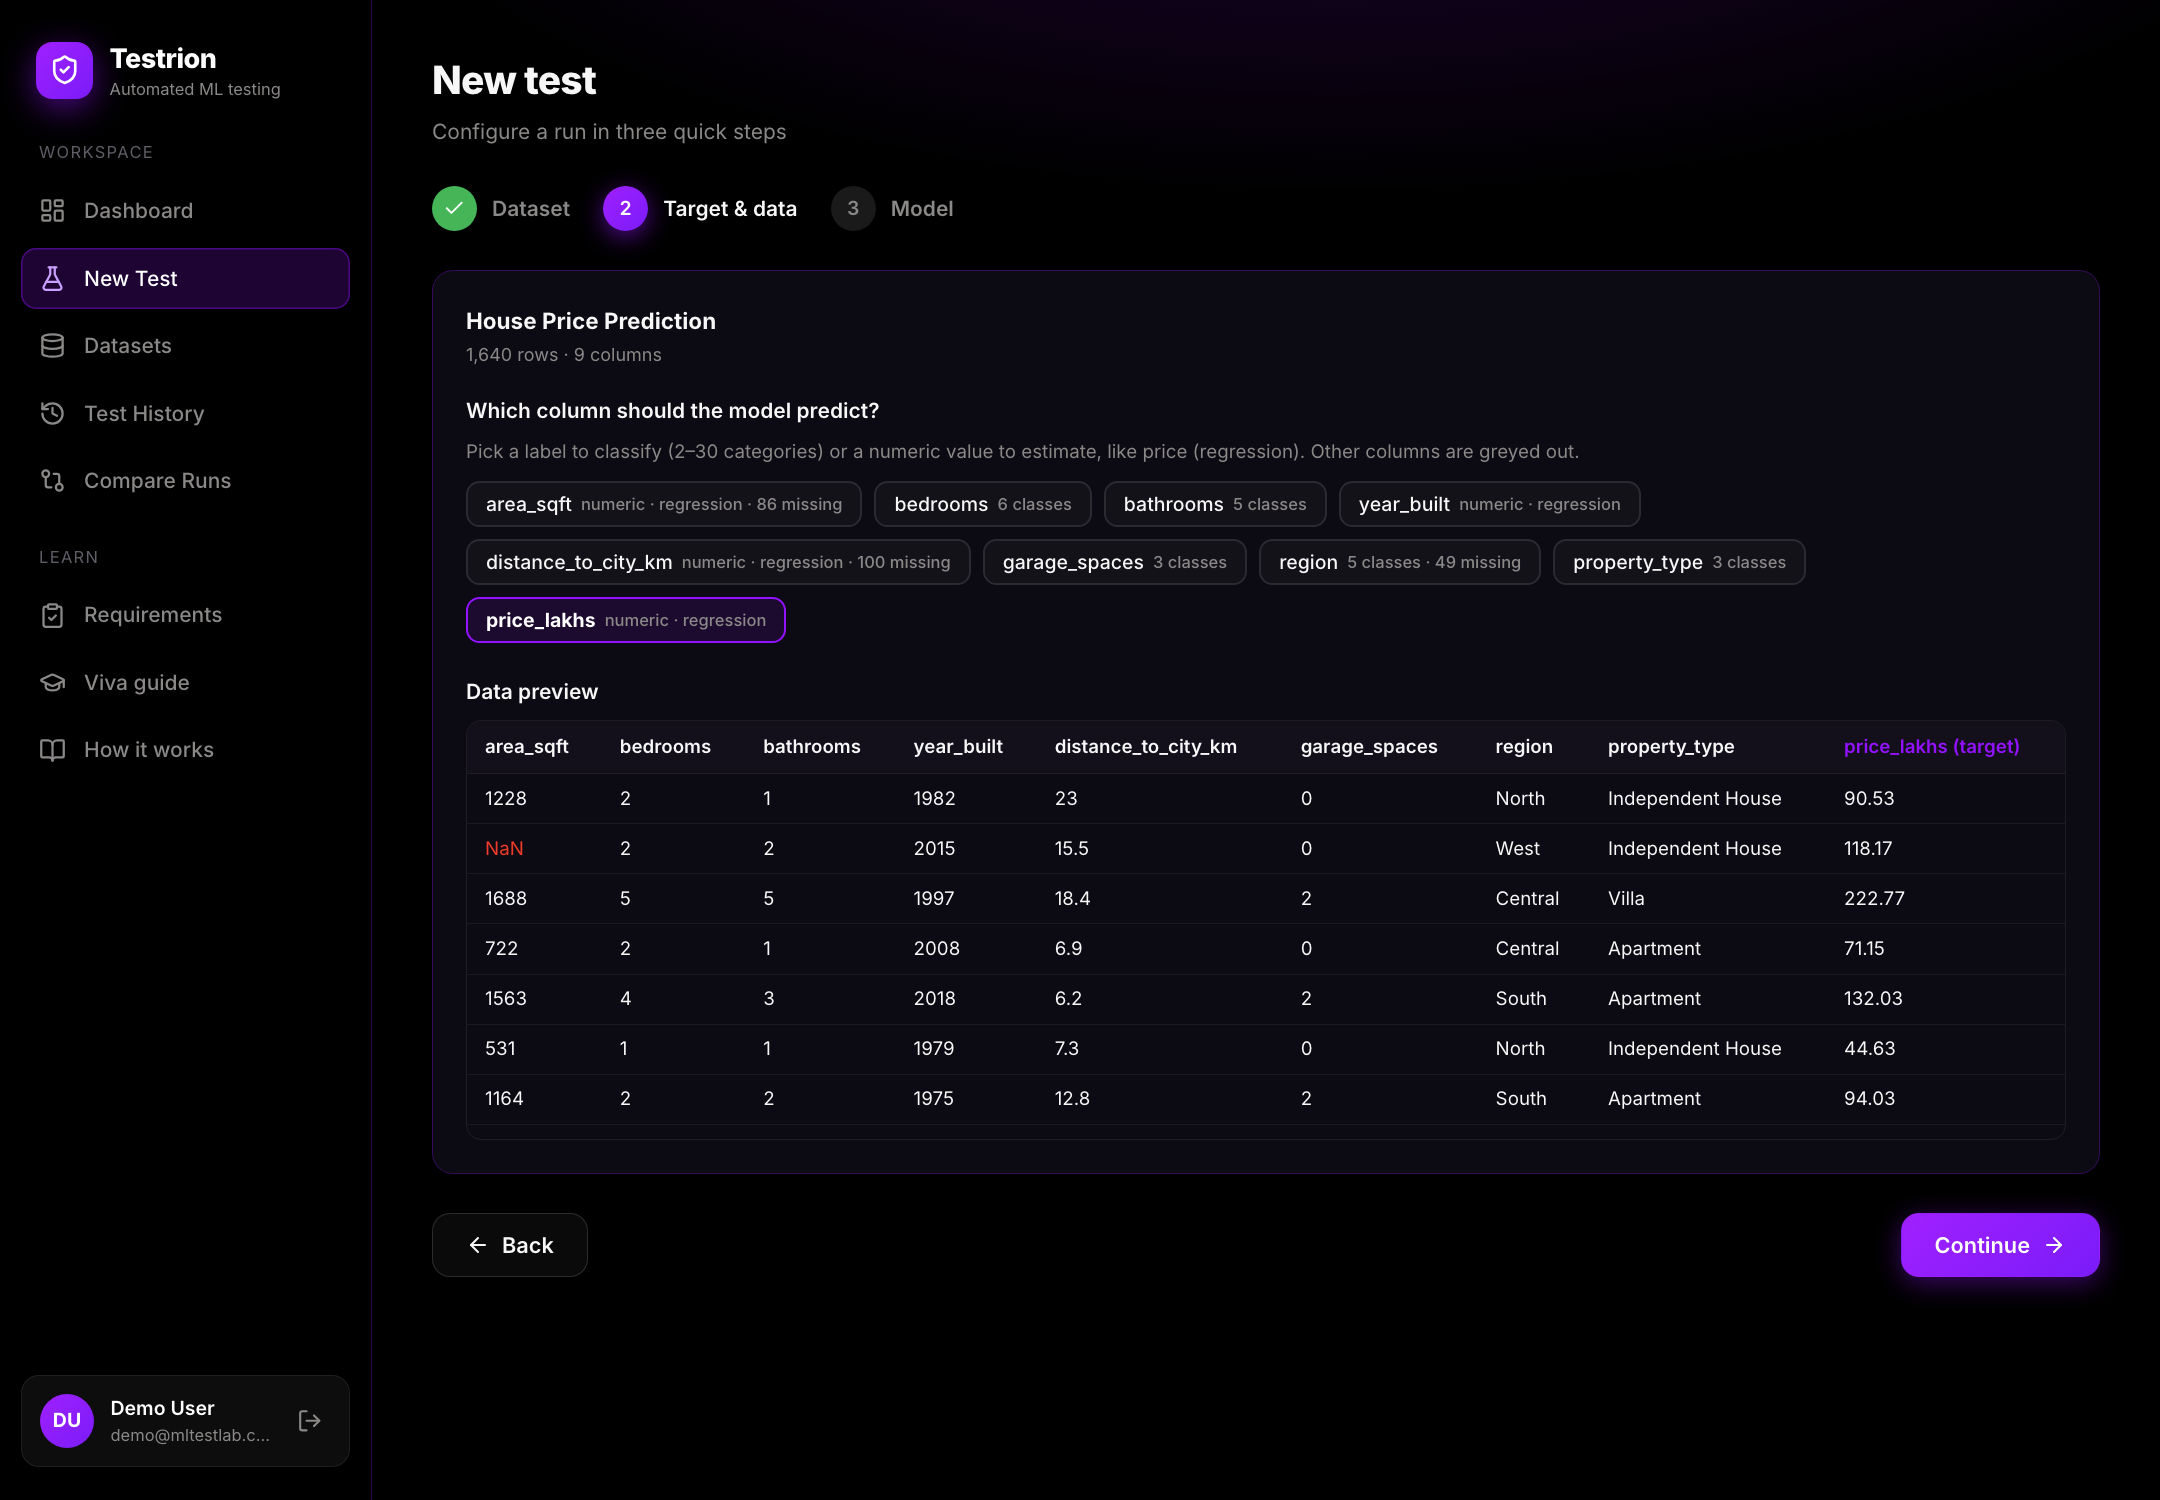 Testrion
Automated ML testing
WORKSPACE
Dashboard
New Test
Datasets
Test History
Compare Runs
LEARN
Requirements
Viva guide
How it works
DU
Demo User
demo@mltestlab.c...
New test
Configure a run in three quick steps
Dataset 2 Target & data 3 Model
House Price Prediction
1,640 rows · 9 columns
Which column should the model predict?
Pick a label to classify (2–30 categories) or a numeric value to estimate, like price (regression). Other columns are greyed out.
area_sqft numeric · regression · 86 missing bedrooms 6 classes bathrooms 5 classes year_built numeric · regression
distance_to_city_km numeric · regression · 100 missing garage_spaces 3 classes region 5 classes · 49 missing property_type 3 classes
price_lakhs numeric · regression
Data preview
area_sqft bedrooms bathrooms year_built distance_to_city_km garage_spaces region property_type price_lakhs (target)
1228 2 1 1982 23 0 North Independent House 90.53
NaN 2 2 2015 15.5 0 West Independent House 118.17
1688 5 5 1997 18.4 2 Central Villa 222.77
722 2 1 2008 6.9 0 Central Apartment 71.15
1563 4 3 2018 6.2 2 South Apartment 132.03
531 1 1 1979 7.3 0 North Independent House 44.63
1164 2 2 1975 12.8 2 South Apartment 94.03
Back Continue